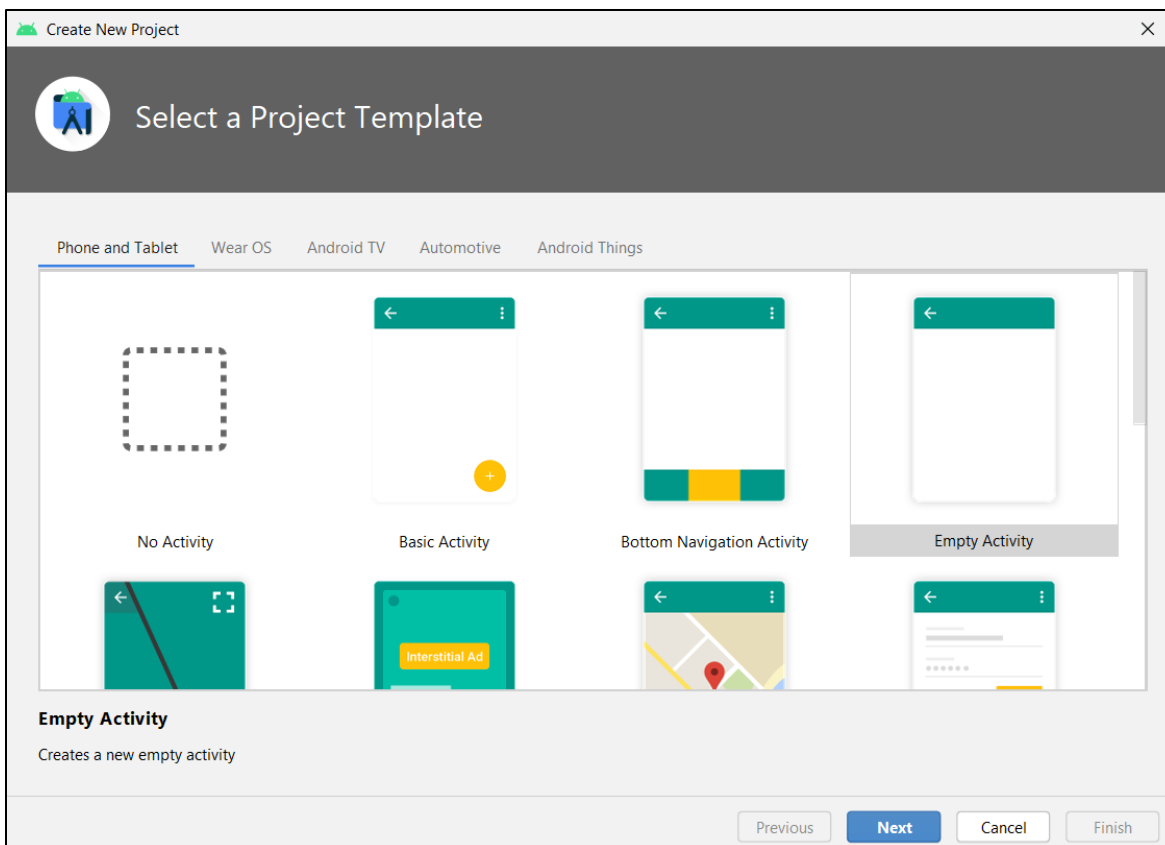 Create New Project
Select a Project Template
Phone and Tablet Wear OS Android TV Automotive Android Things
No Activity Basic Activity Bottom Navigation Activity Empty Activity
Interstitial Ad
Empty Activity
Creates a new empty activity
Previous Next Cancel Finish